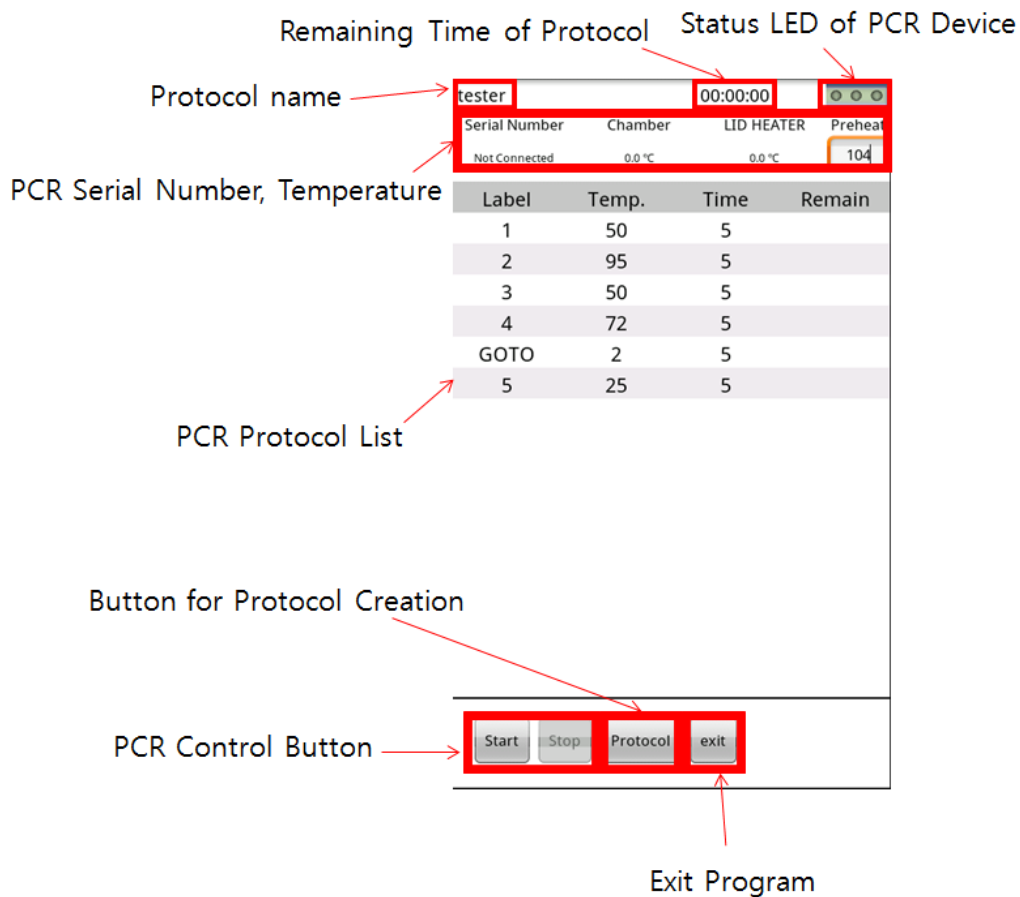 Remaining Time of Protocol
Status LED of PCR Device
Protocol name
tester
00:00:00
Serial Number Chamber LID HEATER Preheat
Not Connected 0.0 ℃ 0.0 ℃ 104
PCR Serial Number, Temperature
Label Temp. Time Remain
1 50 5
2 95 5
3 50 5
4 72 5
GOTO 2 5
5 25 5
PCR Protocol List
Button for Protocol Creation
PCR Control Button
Start Stop Protocol exit
Exit Program